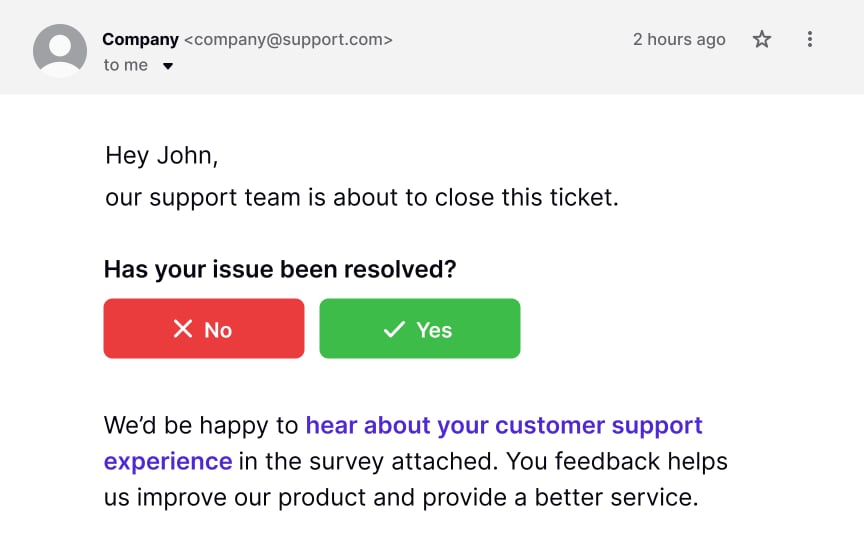 Company <company@support.com> 2 hours ago
to me
Hey John,
our support team is about to close this ticket.
Has your issue been resolved?
No Yes
We’d be happy to hear about your customer support
experience in the survey attached. You feedback helps
us improve our product and provide a better service.